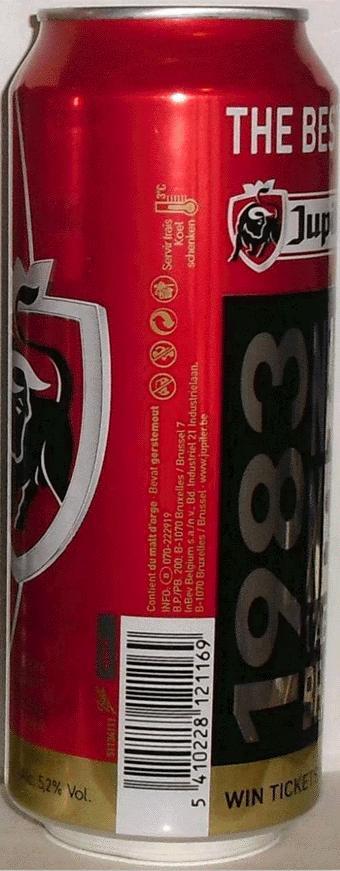 THE BES
Jup
1983
3°C
Servir frais
Koel
schenken
Contient du malt d'orge - Bevat gerstemout
INFO: B 070-222919
B.P./PB. 200, B-1070 Bruxelles / Brussel 7
InBev Belgium s.a./n.v., Bd. Industriel 21 Industrielaan,
B-1070 Bruxelles / Brussel - www.jupiler.be
5 410228 121169
5,2% Vol.
WIN TICKETS